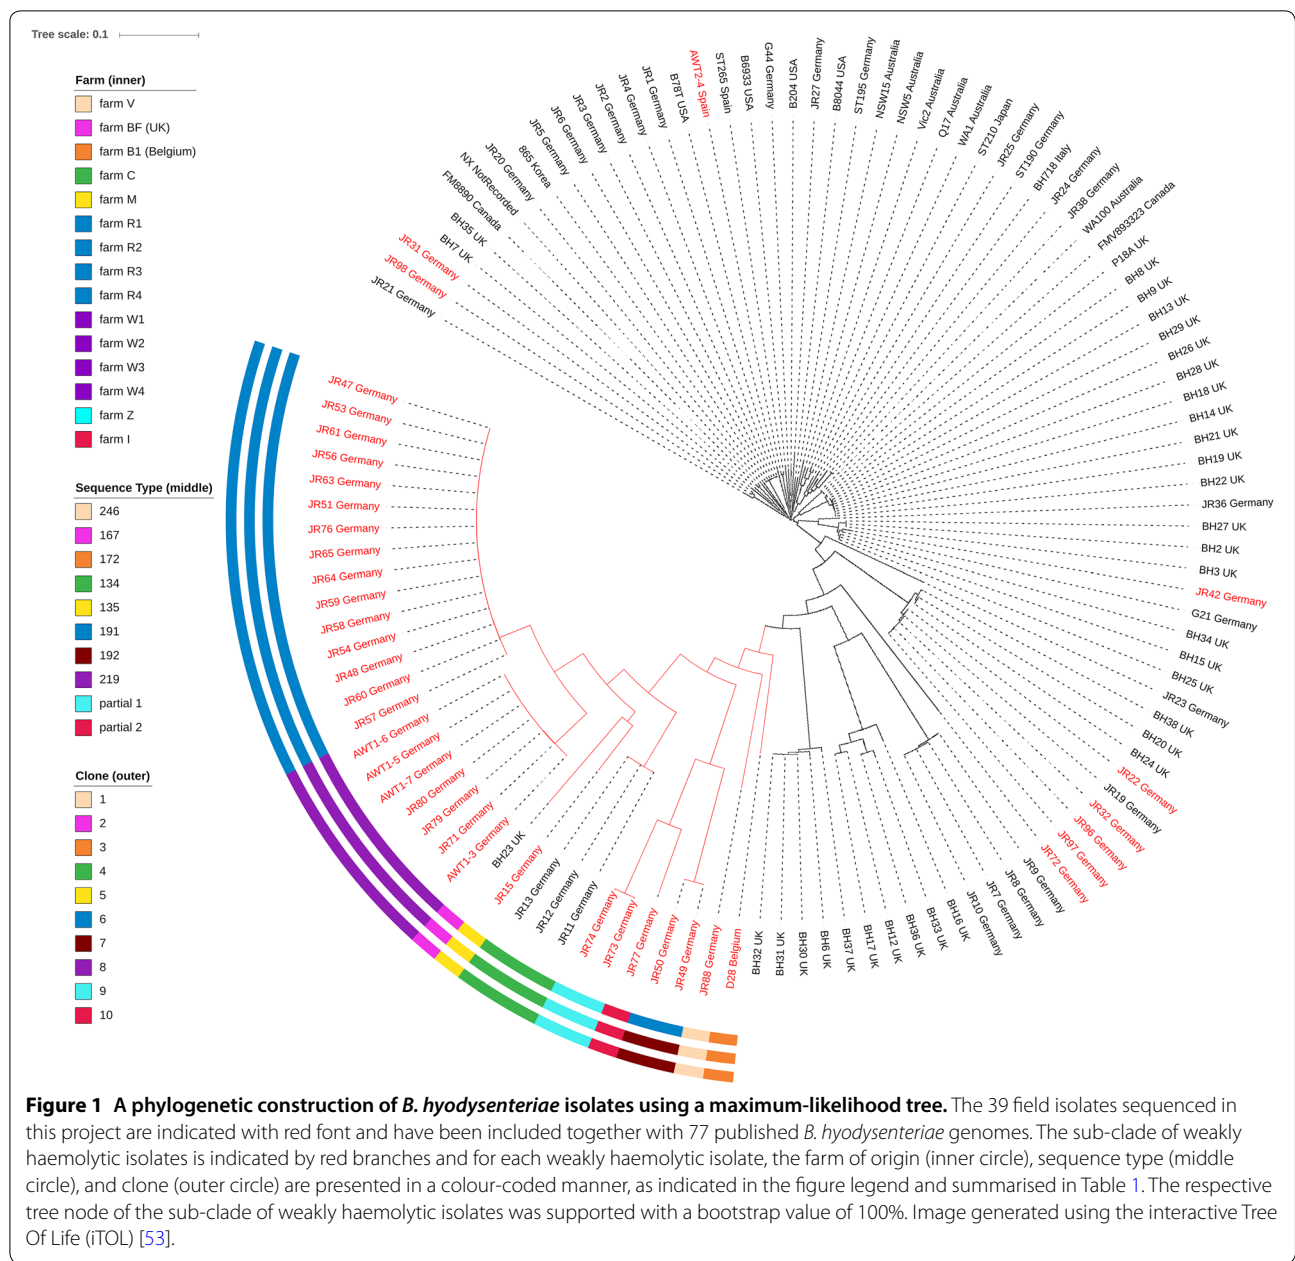 Tree scale: 0.1
Farm (inner)
farm V
farm BF (UK)
farm B1 (Belgium)
farm C
farm M
farm R1
farm R2
farm R3
farm R4
farm W1
farm W2
farm W3
farm W4
farm Z
farm I
Sequence Type (middle)
246
167
172
134
135
191
192
219
partial 1
partial 2
Clone (outer)
1
2
3
4
5
6
7
8
9
10
JR21 Germany
JR98 Germany
JR31 Germany
BH7 UK
BH35 UK
FM8890 Canada
NX NotRecorded
JR20 Germany
865 Korea
JR5 Germany
JR6 Germany
JR3 Germany
JR2 Germany
JR4 Germany
JR1 Germany
B78T USA
AWT2-4 Spain
ST265 Spain
B6933 USA
G44 Germany
B204 USA
JR27 Germany
B8044 USA
ST195 Germany
NSW15 Australia
NSW5 Australia
Vic2 Australia
Q17 Australia
WA1 Australia
ST210 Japan
JR25 Germany
ST190 Germany
BH718 Italy
JR24 Germany
JR38 Germany
WA100 Australia
FMV893323 Canada
P18A UK
BH8 UK
BH9 UK
BH13 UK
BH29 UK
BH26 UK
BH28 UK
BH18 UK
BH14 UK
BH21 UK
BH19 UK
BH22 UK
JR36 Germany
BH27 UK
BH2 UK
BH3 UK
JR42 Germany
G21 Germany
BH34 UK
BH15 UK
BH25 UK
JR23 Germany
BH38 UK
BH20 UK
BH24 UK
JR22 Germany
JR19 Germany
JR32 Germany
JR96 Germany
JR97 Germany
JR72 Germany
JR9 Germany
JR8 Germany
JR7 Germany
JR10 Germany
BH16 UK
BH33 UK
BH36 UK
BH12 UK
BH17 UK
BH37 UK
BH6 UK
BH30 UK
BH31 UK
BH32 UK
D28 Belgium
JR88 Germany
JR49 Germany
JR50 Germany
JR77 Germany
JR73 Germany
JR74 Germany
JR11 Germany
JR12 Germany
JR13 Germany
JR15 Germany
BH23 UK
AWT1-3 Germany
JR71 Germany
JR79 Germany
JR80 Germany
AWT1-7 Germany
AWT1-5 Germany
AWT1-6 Germany
JR57 Germany
JR60 Germany
JR48 Germany
JR54 Germany
JR58 Germany
JR59 Germany
JR64 Germany
JR65 Germany
JR76 Germany
JR51 Germany
JR63 Germany
JR56 Germany
JR61 Germany
JR53 Germany
JR47 Germany
Figure 1 A phylogenetic construction of B. hyodysenteriae isolates using a maximum-likelihood tree. The 39 field isolates sequenced in
this project are indicated with red font and have been included together with 77 published B. hyodysenteriae genomes. The sub-clade of weakly
haemolytic isolates is indicated by red branches and for each weakly haemolytic isolate, the farm of origin (inner circle), sequence type (middle
circle), and clone (outer circle) are presented in a colour-coded manner, as indicated in the figure legend and summarised in Table 1. The respective
tree node of the sub-clade of weakly haemolytic isolates was supported with a bootstrap value of 100%. Image generated using the interactive Tree
Of Life (iTOL) [53].